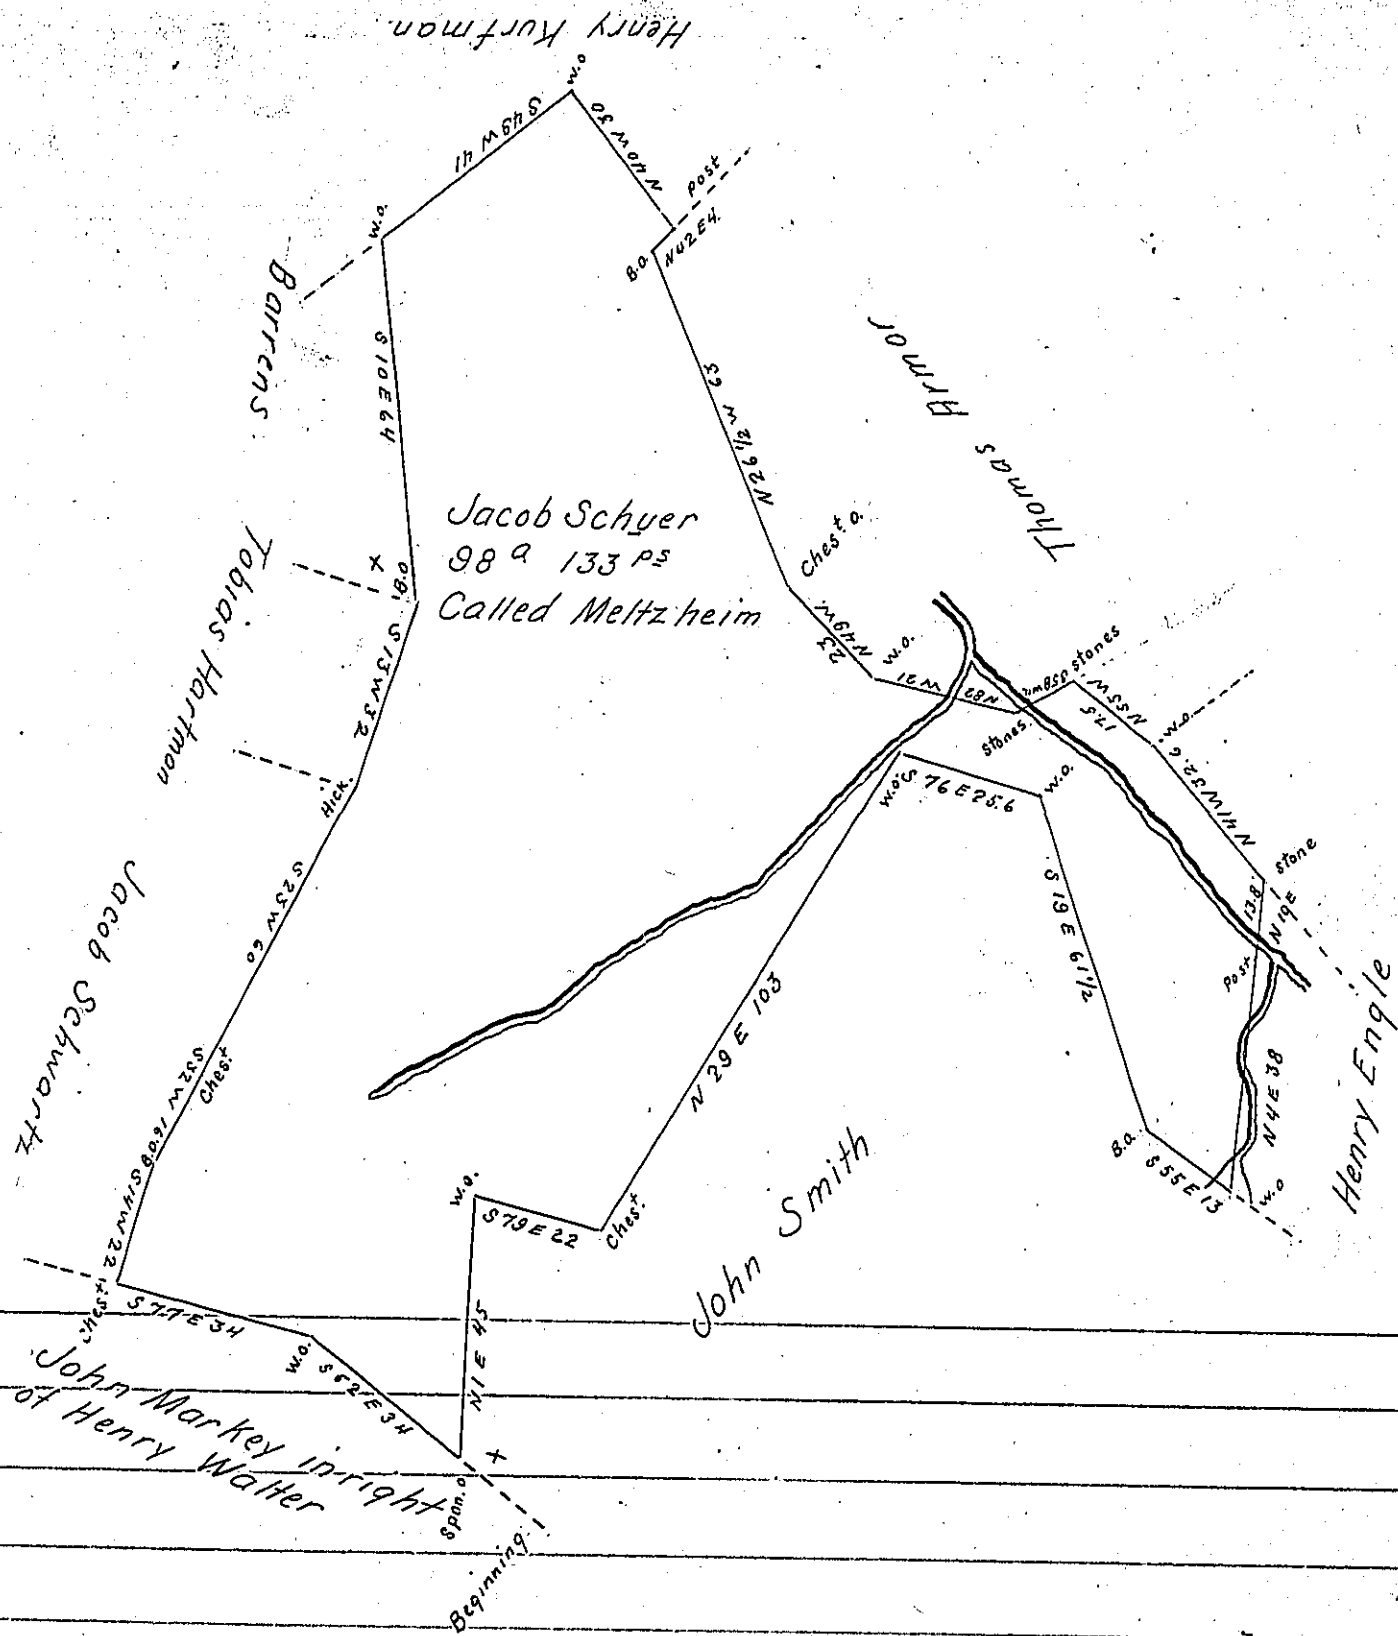 Henry Kurfman
W.O
S 49 W 41
N 40 W 30
post
N 42 E 4.
B.O.
W.O.
Barrens
S 10 E 64
N 26 1/2 W 63
Thomas Armor
Jacob Schyer
98 a 133 ps
Called Meltzheim
Chest. O.
N 49 W.
23
W.O.
N 82 W 21
stones
stones
N 55 W
17.5
W.O.
N 41 W 32.6
stone
x
B.O.
Tobias Hartman
S 13 W 32
Hick.
W.O.
S 76 E 25.6
W.O.
S 19 E 61 1/2
13.8
N 19 E
Post
N 4 E 38
Henry Engle
S 23 W 60
Jacob Schwartz
Chest
S 32 W 16
B.O.
S 14 W 22
N 29 E 103
B.O.
S 55 E 13
W.O
John Smith
W.O.
S 79 E 22
Chest
N 1 E 45
Chest
S 77 E 34
W.O.
S 62 E 34
x
John Markey in right
of Henry Walter
Span. O
Beginning